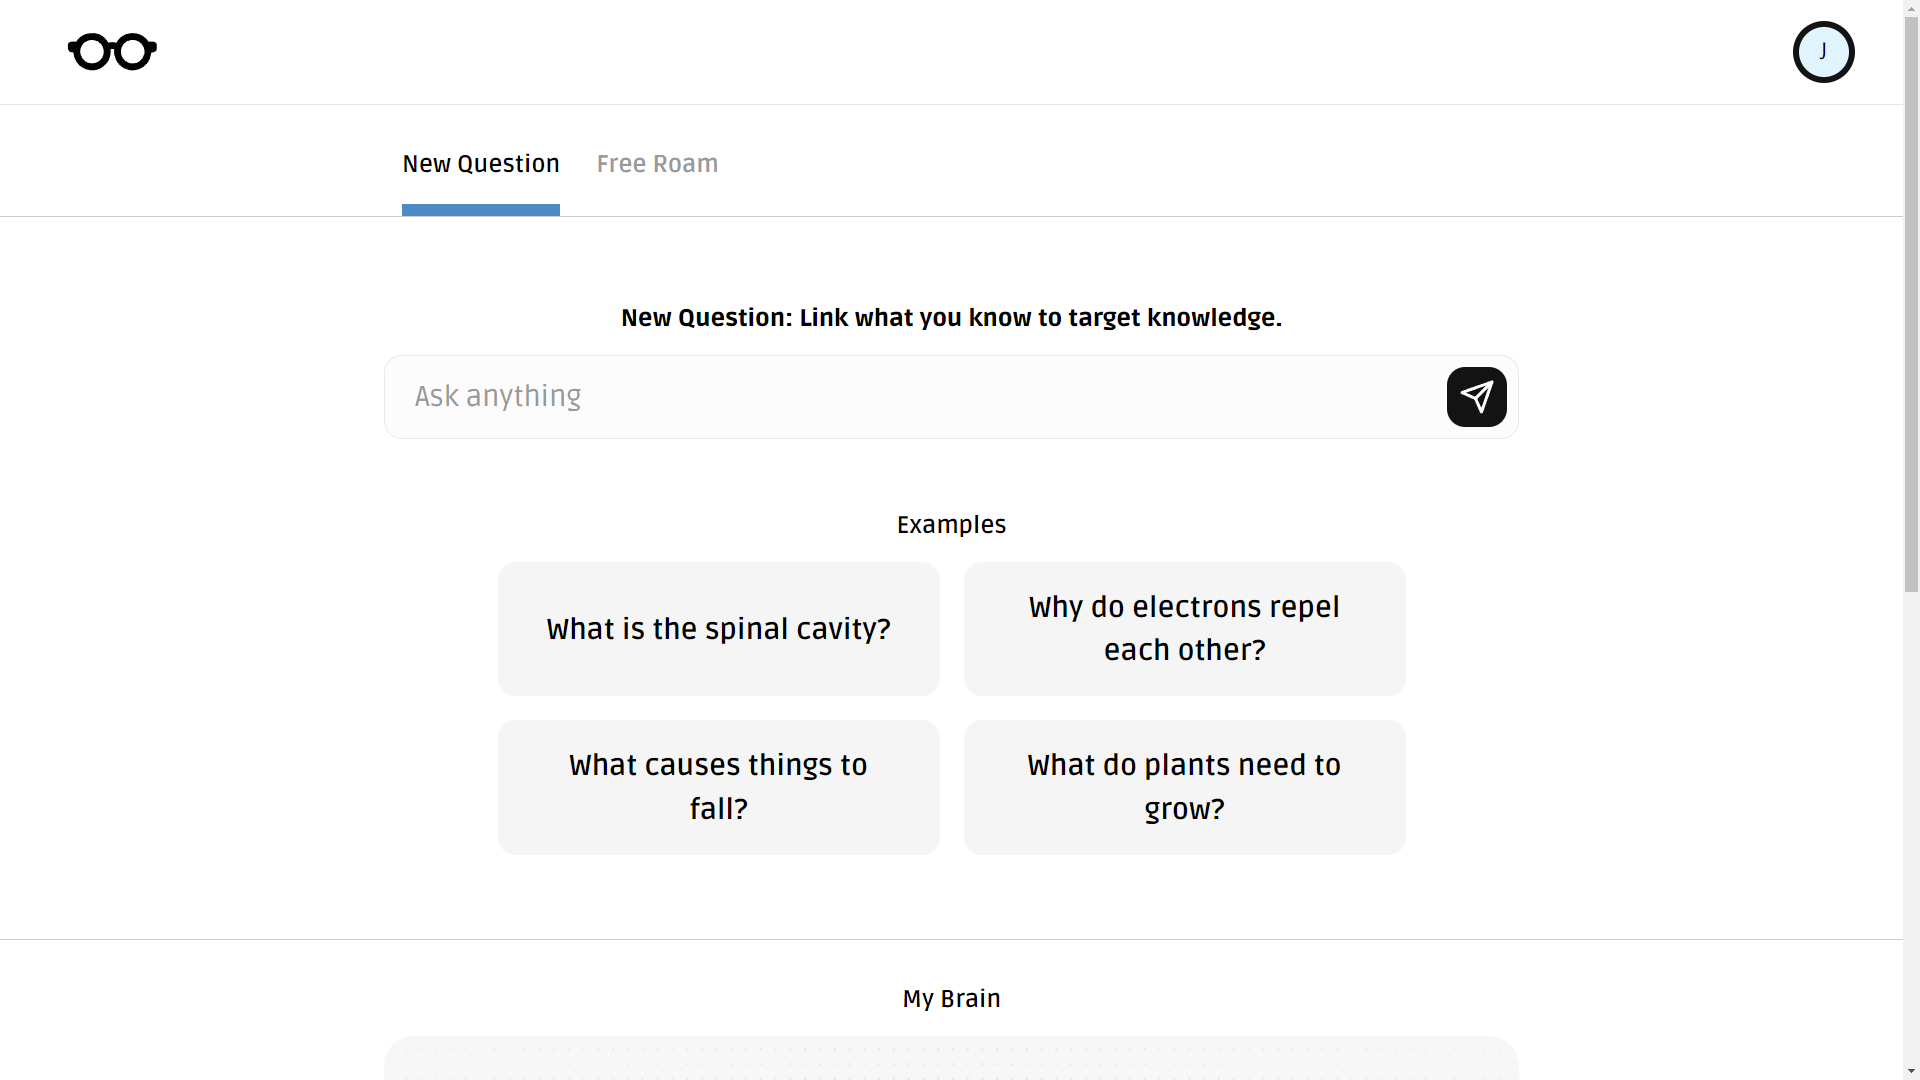 J
New Question
Free Roam
New Question: Link what you know to target knowledge.
Ask anything
Examples
What is the spinal cavity?
Why do electrons repel
each other?
What causes things to
fall?
What do plants need to
grow?
My Brain